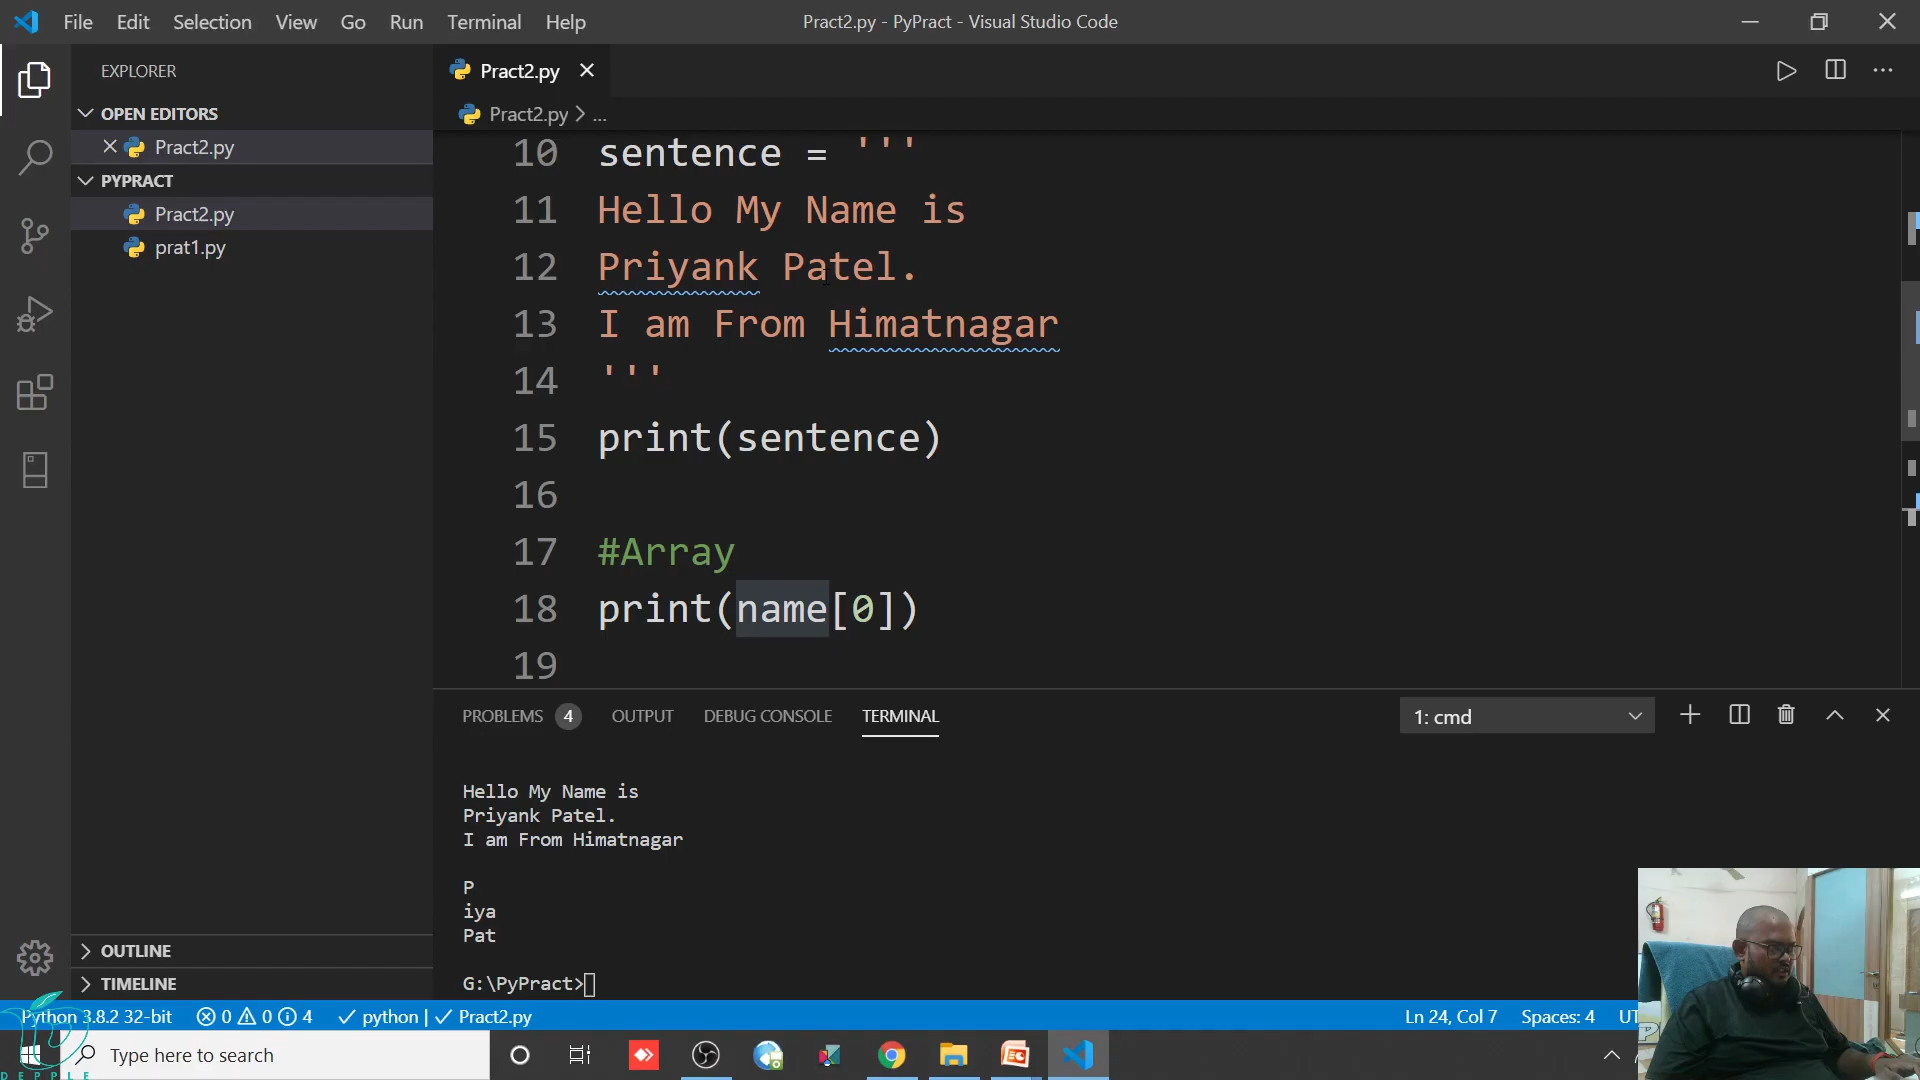 File Edit Selection View Go Run Terminal Help
Pract2.py - PyPract - Visual Studio Code
EXPLORER
OPEN EDITORS
Pract2.py
PYPRACT
Pract2.py
prat1.py
OUTLINE
TIMELINE
Pract2.py
Pract2.py > ...
10 sentence = '''
11 Hello My Name is
12 Priyank Patel.
13 I am From Himatnagar
14 '''
15 print(sentence)
16
17 #Array
18 print(name[0])
19
PROBLEMS 4 OUTPUT DEBUG CONSOLE TERMINAL
1: cmd
Hello My Name is
Priyank Patel.
I am From Himatnagar
P
iya
Pat
G:\PyPract>
Python 3.8.2 32-bit 0 0 4 python | Pract2.py
Ln 24, Col 7 Spaces: 4
Type here to search
DEPPLE